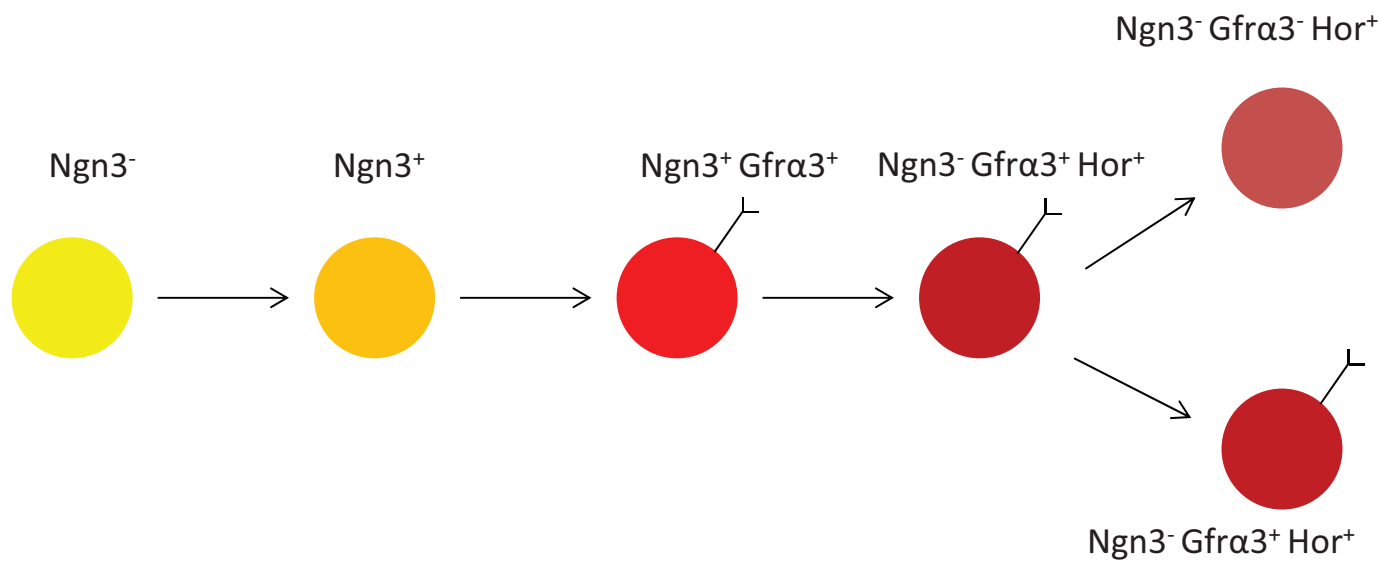 Ngn3⁻ Gfrα3⁻ Hor⁺
Ngn3⁻
Ngn3⁺
Ngn3⁺ Gfrα3⁺
Ngn3⁻ Gfrα3⁺ Hor⁺
Ngn3⁻ Gfrα3⁺ Hor⁺